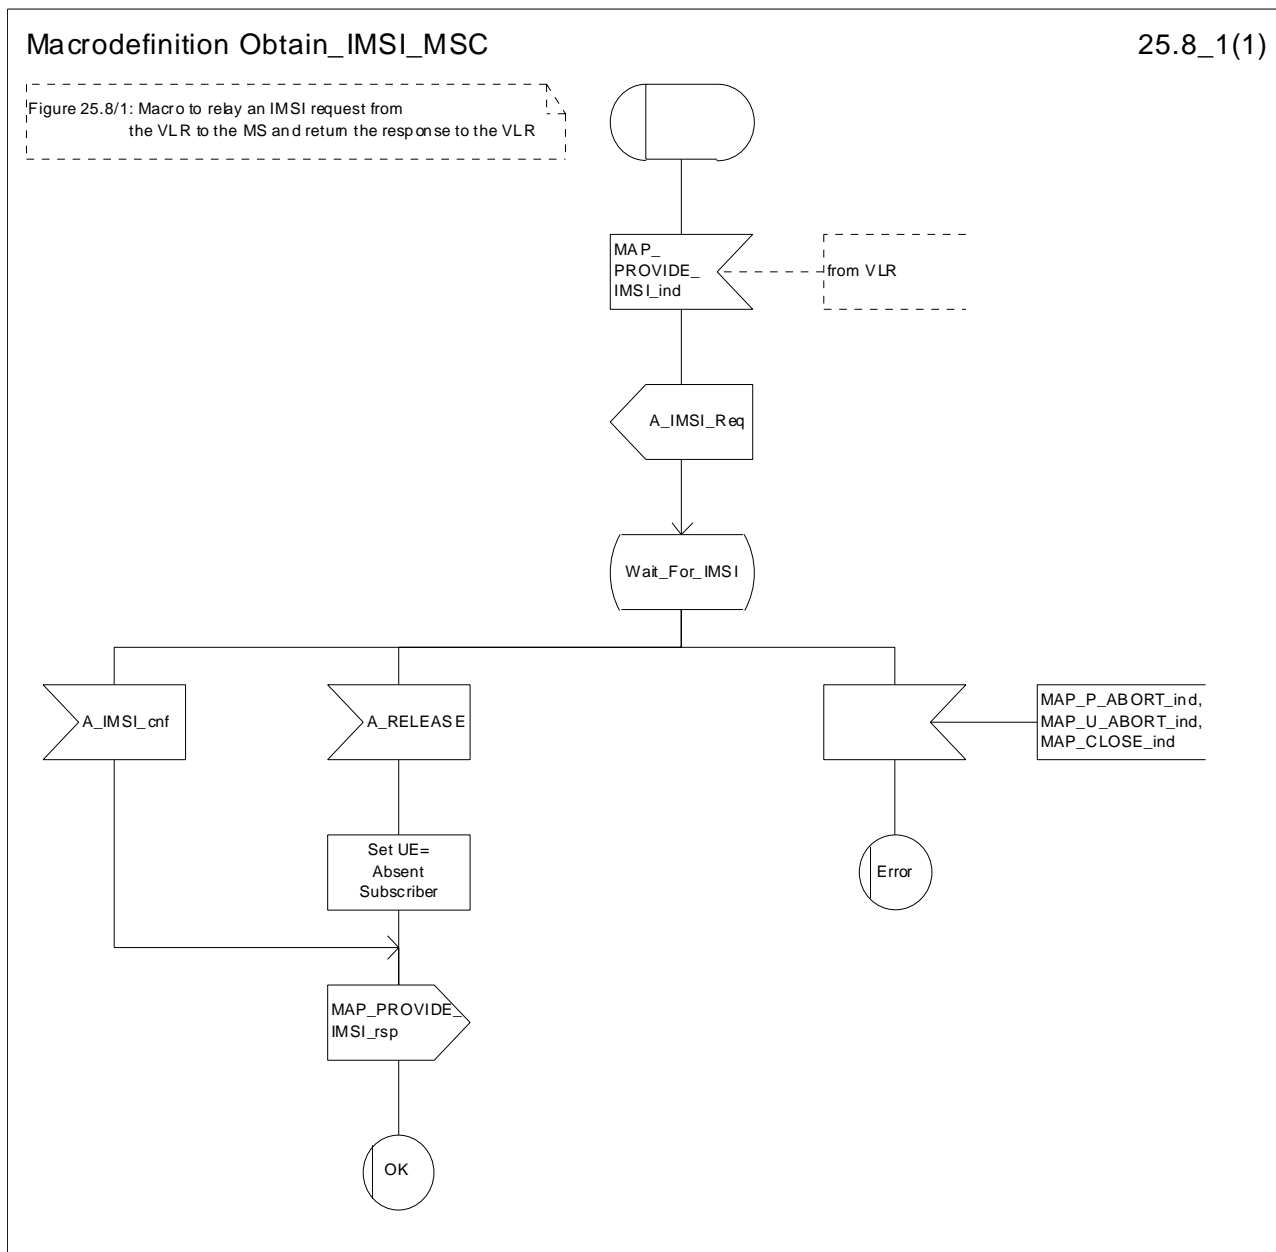 Macrodefinition Obtain_IMSI_MSC
25.8_1(1)
Figure 25.8/1: Macro to relay an IMSI request from
the VLR to the MS and return the response to the VLR
MAP_
PROVIDE_
IMSI_ind
from VLR
A_IMSI_Req
Wait_For_IMSI
A_IMSI_cnf
A_RELEASE
MAP_P_ABORT_ind,
MAP_U_ABORT_ind,
MAP_CLOSE_ind
Set UE=
Absent
Subscriber
Error
MAP_PROVIDE_
IMSI_rsp
OK